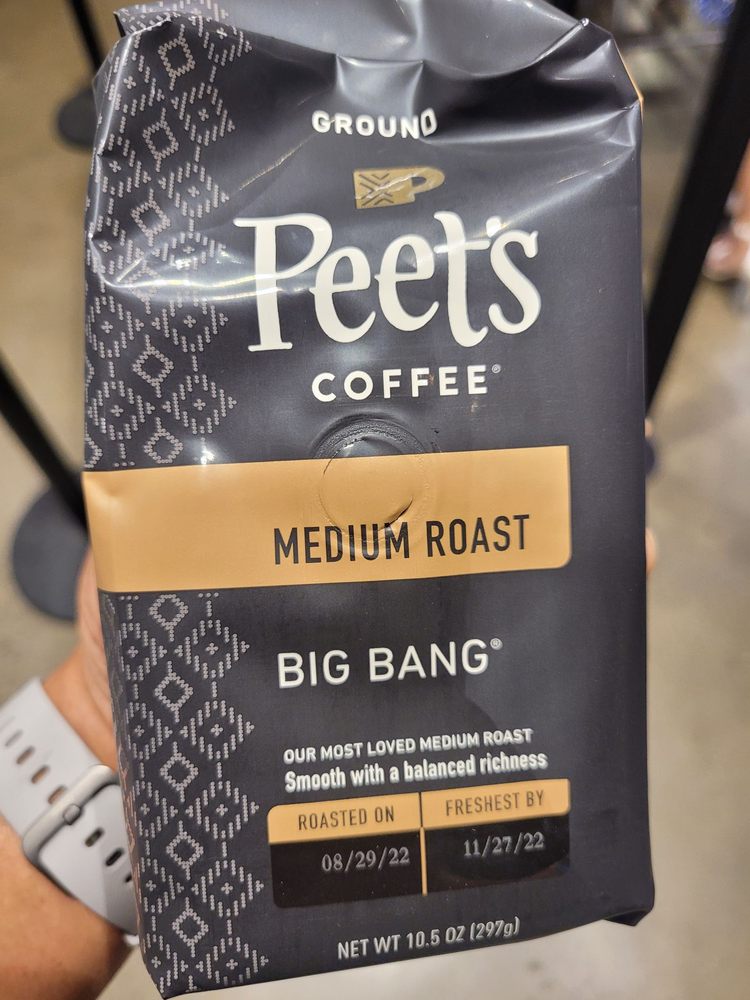 GROUND
Peet's
COFFEE®
MEDIUM ROAST
BIG BANG®
OUR MOST LOVED MEDIUM ROAST
Smooth with a balanced richness
ROASTED ON
FRESHEST BY
08/29/22
11/27/22
NET WT 10.5 OZ (297g)